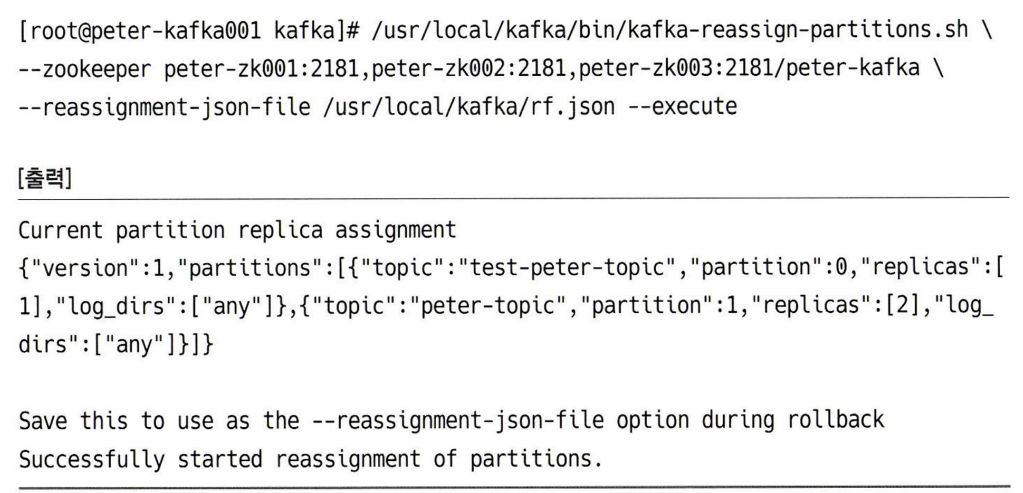 [root@peter-kafka001 kafka]# /usr/local/kafka/bin/kafka-reassign-partitions.sh \
--zookeeper peter-zk001:2181,peter-zk002:2181,peter-zk003:2181/peter-kafka \
--reassignment-json-file /usr/local/kafka/rf.json --execute
[출력]
Current partition replica assignment
{"version":1,"partitions":[{"topic":"test-peter-topic","partition":0,"replicas":[
1],"log_dirs":["any"]},{"topic":"peter-topic","partition":1,"replicas":[2],"log_
dirs":["any"]}]}
Save this to use as the --reassignment-json-file option during rollback
Successfully started reassignment of partitions.